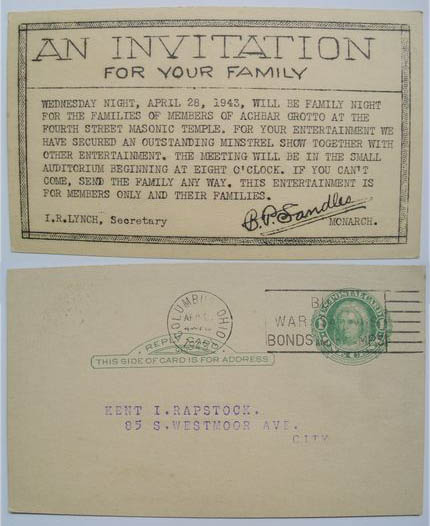 AN INVITATION
FOR YOUR FAMILY
WEDNESDAY NIGHT, APRIL 28, 1943, WILL BE FAMILY NIGHT
FOR THE FAMILIES OF MEMBERS OF ACHBAR GROTTO AT THE
FOURTH STREET MASONIC TEMPLE. FOR YOUR ENTERTAINMENT WE
HAVE SECURED AN OUTSTANDING MINSTREL SHOW TOGETHER WITH
OTHER ENTERTAINMENT. THE MEETING WILL BE IN THE SMALL
AUDITORIUM BEGINNING AT EIGHT O'CLOCK. IF YOU CAN'T
COME, SEND THE FAMILY ANY WAY. THIS ENTERTAINMENT IS
FOR MEMBERS ONLY AND THEIR FAMILIES.
B.P. Sandles
I.R.LYNCH, Secretary MONARCH.
COLUMBUS, OHIO
WAR
BONDS
REPLY CARD
THIS SIDE OF CARD IS FOR ADDRESS
KENT I.RAPSTOCK.
85 S.WESTMOOR AVE.
CITY